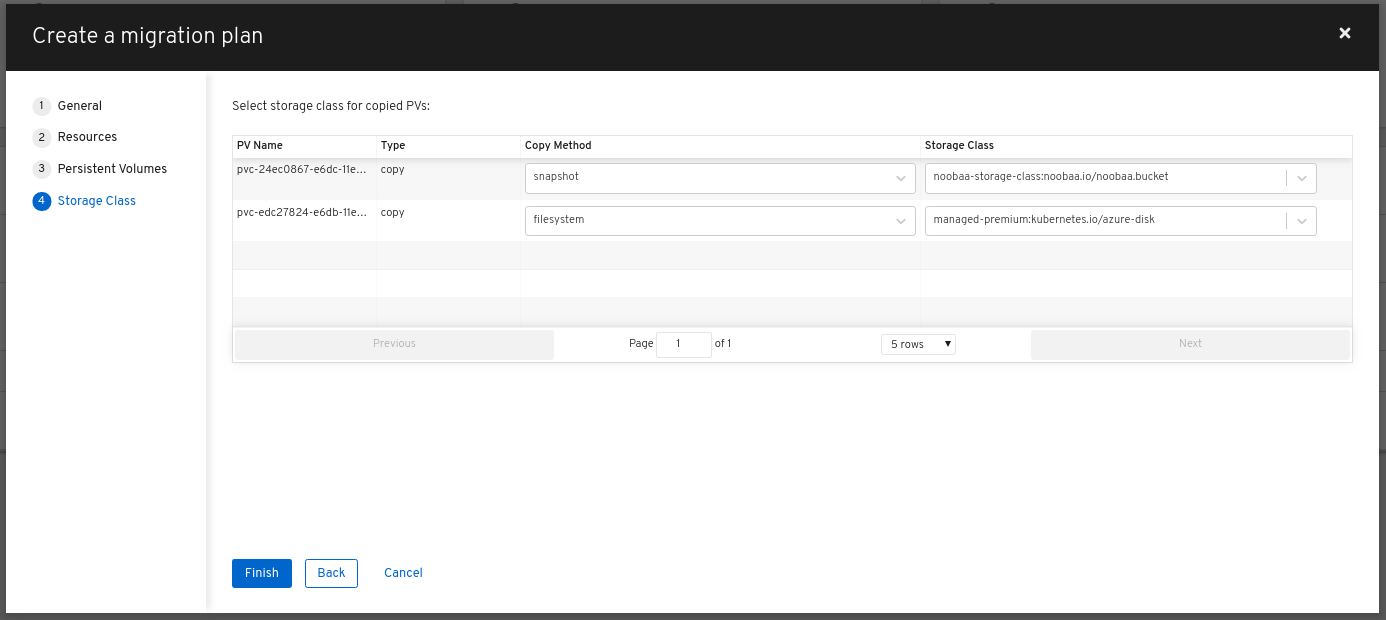 Create a migration plan
1 General
2 Resources
3 Persistent Volumes
4 Storage Class
Select storage class for copied PVs:
PV Name Type Copy Method Storage Class
pvc-24ec0867-e6dc-11e... copy snapshot noobaa-storage-class:noobaa.io/noobaa.bucket
pvc-edc27824-e6db-11e... copy filesystem managed-premium:kubernetes.io/azure-disk
Previous Page 1 of 1 5 rows Next
Finish Back Cancel